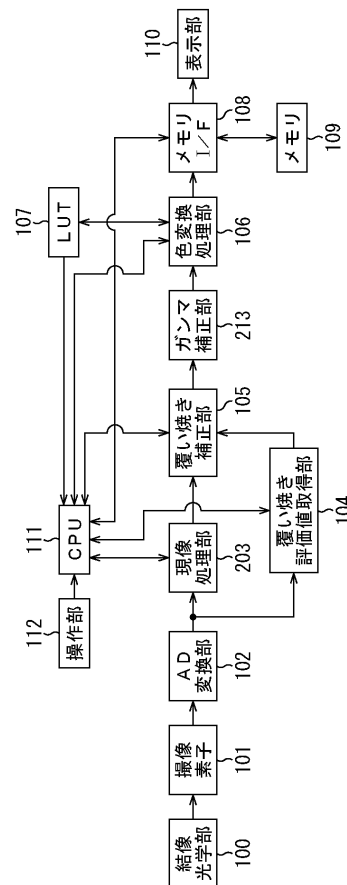 112
操作部
111
CPU
107
LUT
結像
光学部
100
撮像
素子
101
AD
変換部
102
現像
処理部
203
覆い焼き
補正部
105
ガンマ
補正部
213
色変換
処理部
106
メモリ
I/F
108
表示部
110
覆い焼き
評価値取得部
104
メモリ
109